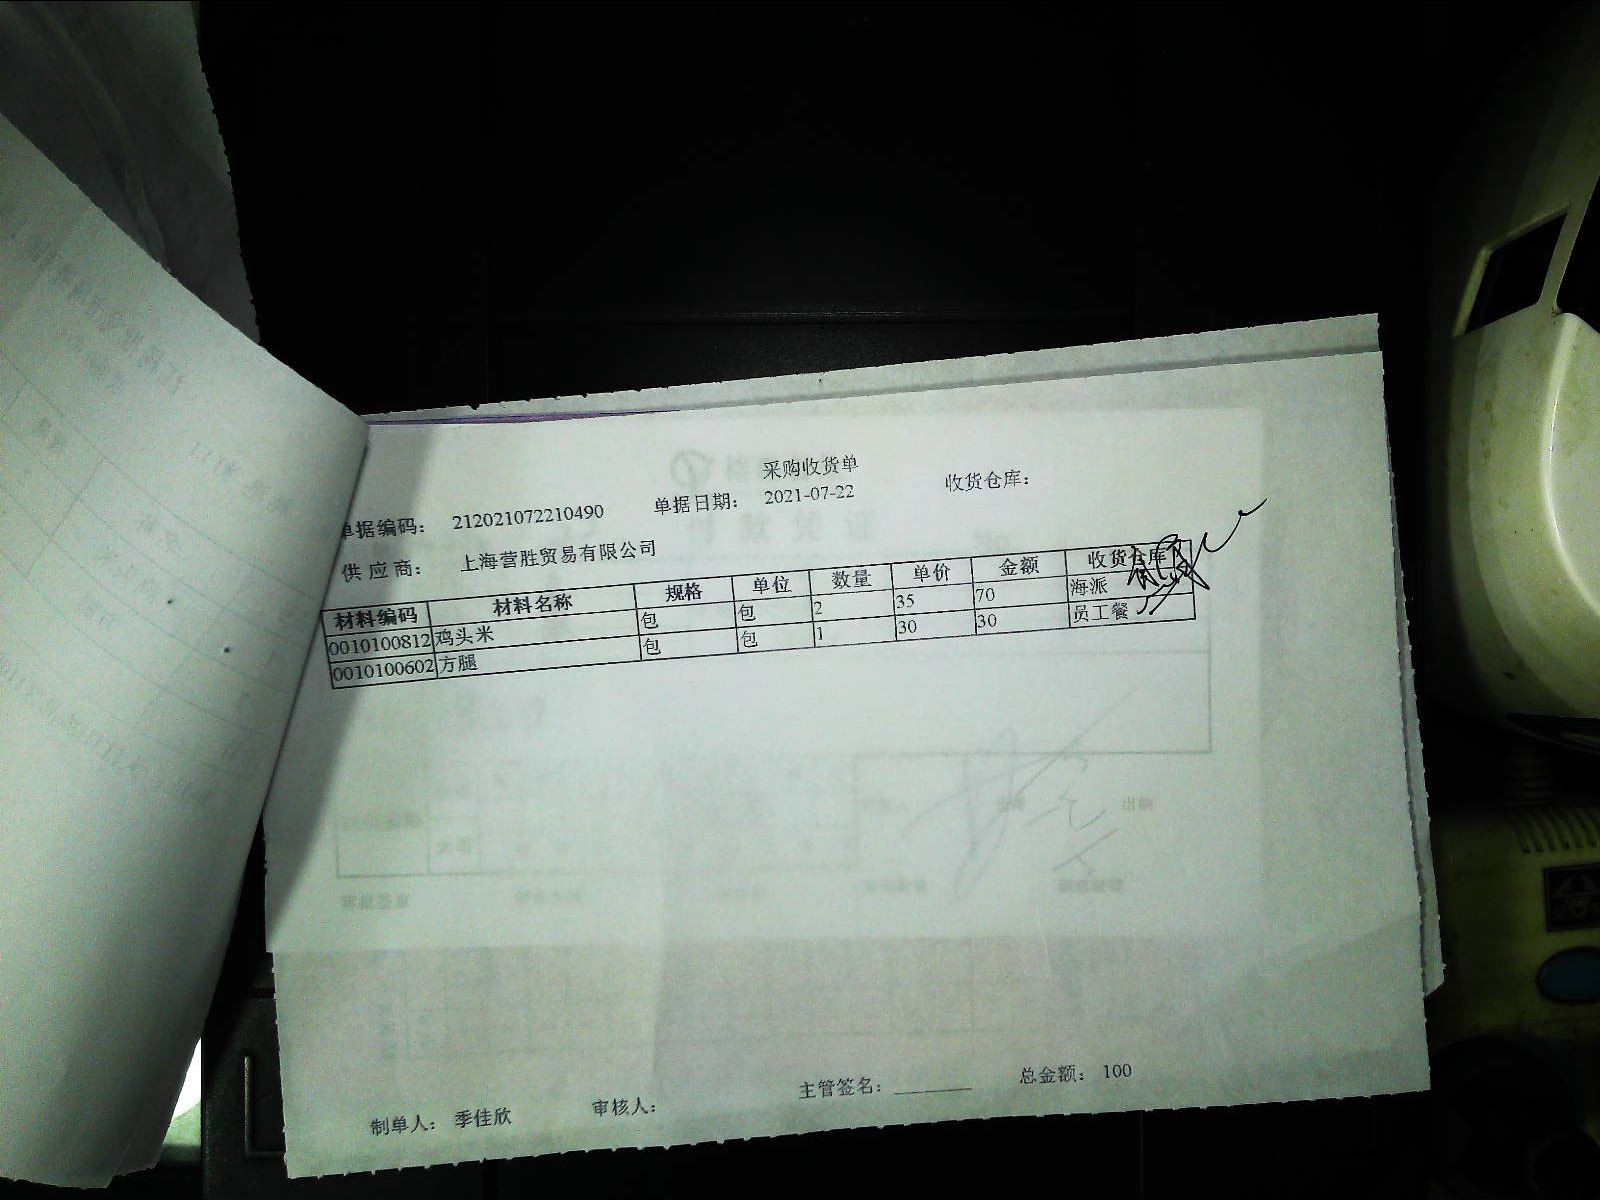 采购收货单
单据编码： 212021072210490 单据日期： 2021-07-22 收货仓库：
供应商： 上海营胜贸易有限公司
材料编码 材料名称 规格 单位 数量 单价 金额 收货仓库
0010100812 鸡头米 包 包 2 35 70 海派
0010100602 方腿 包 包 1 30 30 员工餐
制单人： 季佳欣 审核人： 主管签名： 总金额： 100